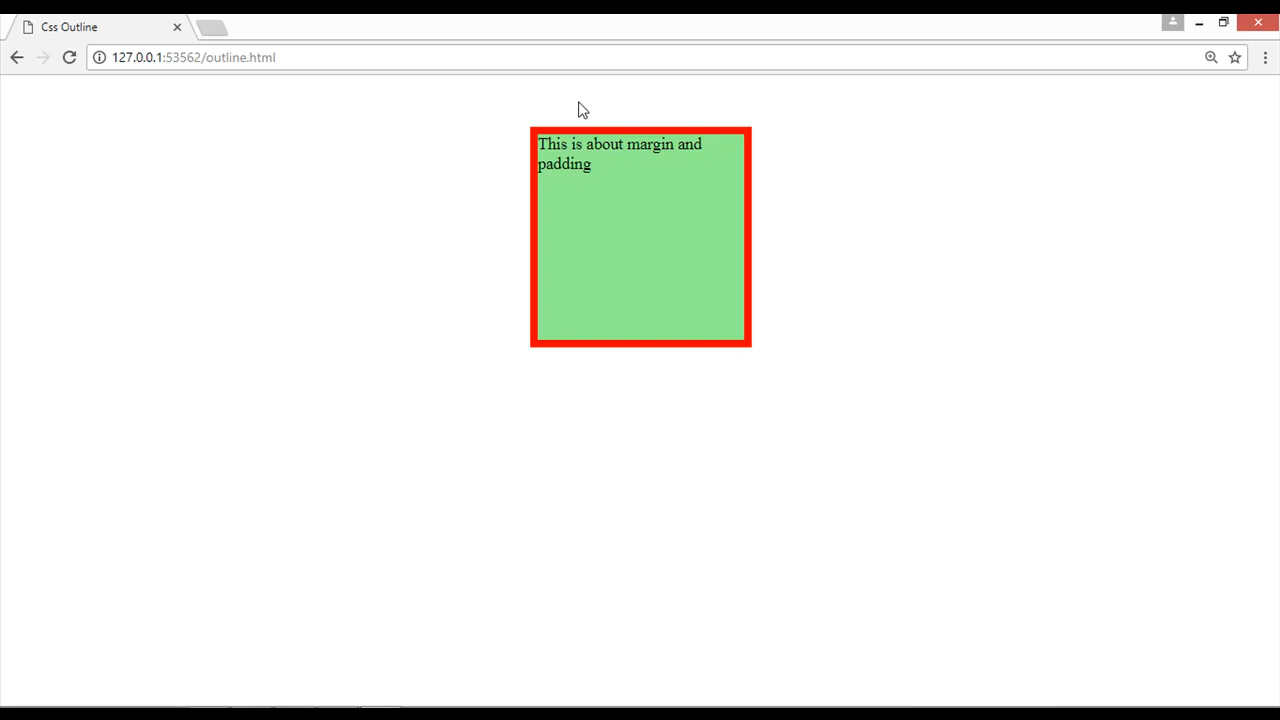 Css Outline
127.0.0.1:53562/outline.html
This is about margin and
padding